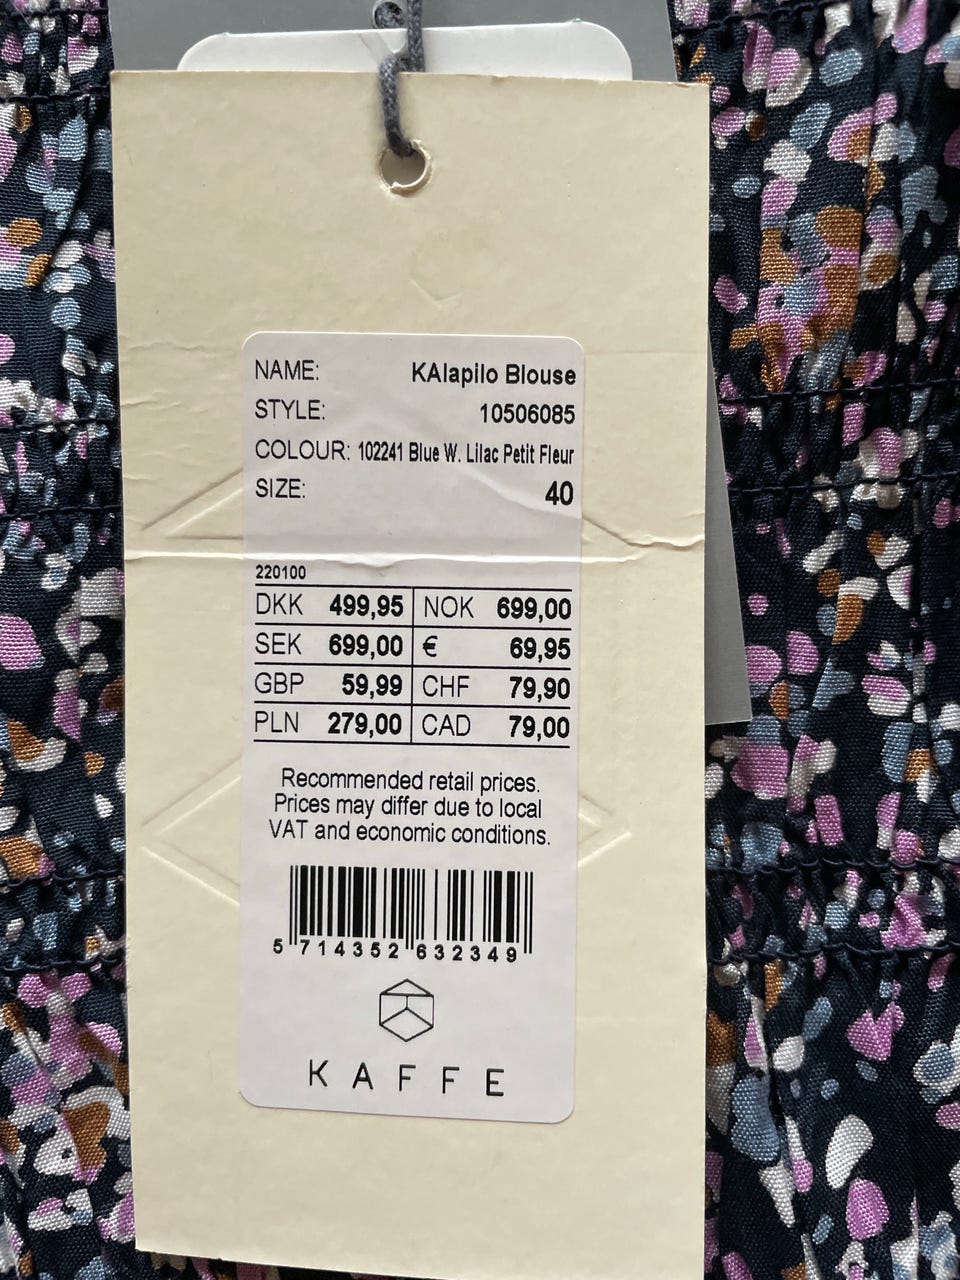 NAME: KAlapilo Blouse
STYLE: 10506085
COLOUR: 102241 Blue W. Lilac Petit Fleur
SIZE: 40
220100
DKK 499,95 NOK 699,00
SEK 699,00 € 69,95
GBP 59,99 CHF 79,90
PLN 279,00 CAD 79,00
Recommended retail prices.
Prices may differ due to local
VAT and economic conditions.
5 714352 632349
KAFFE